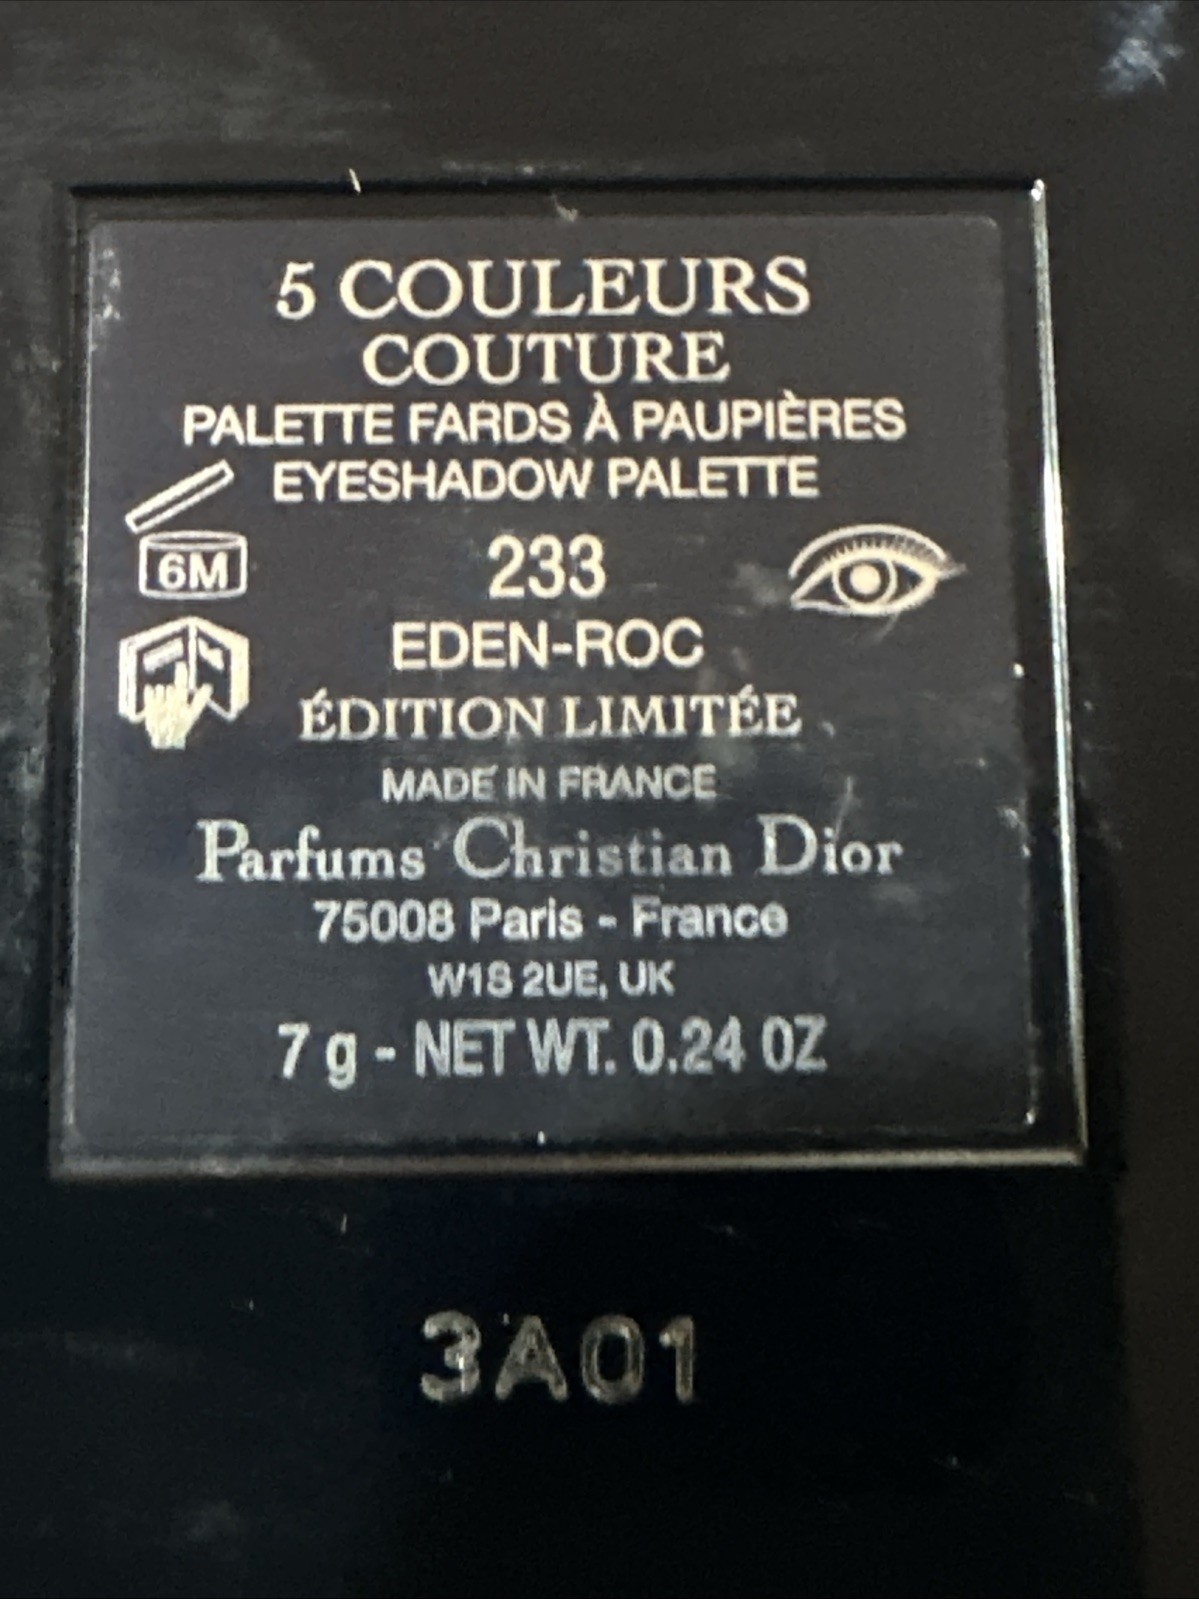 5 COULEURS
COUTURE
PALETTE FARDS À PAUPIÈRES
EYESHADOW PALETTE
6M
233
EDEN-ROC
ÉDITION LIMITÉE
MADE IN FRANCE
Parfums Christian Dior
75008 Paris - France
W1S 2UE, UK
7 g - NET WT. 0.24 OZ
3A01